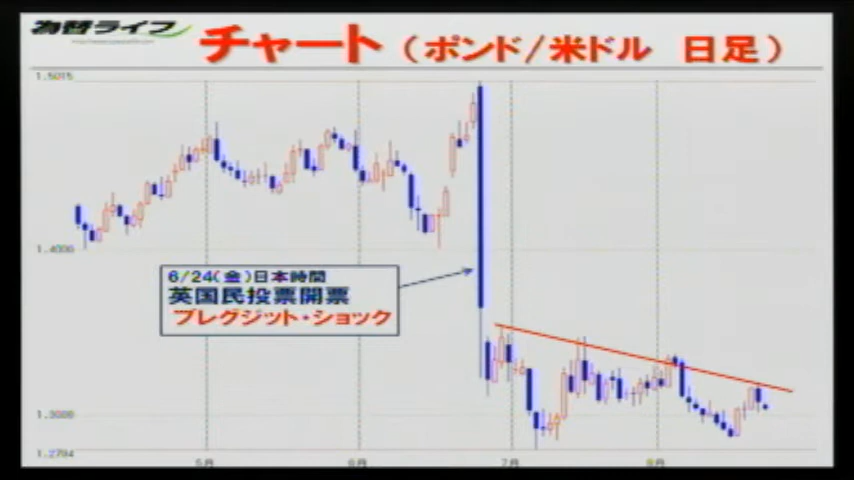 為替ライフ
チャート（ポンド/米ドル 日足）
1.5015
1.4000
6/24(金)日本時間
英国民投票開票
ブレグジット・ショック
1.3000
1.2794
5月 6月 7月 8月